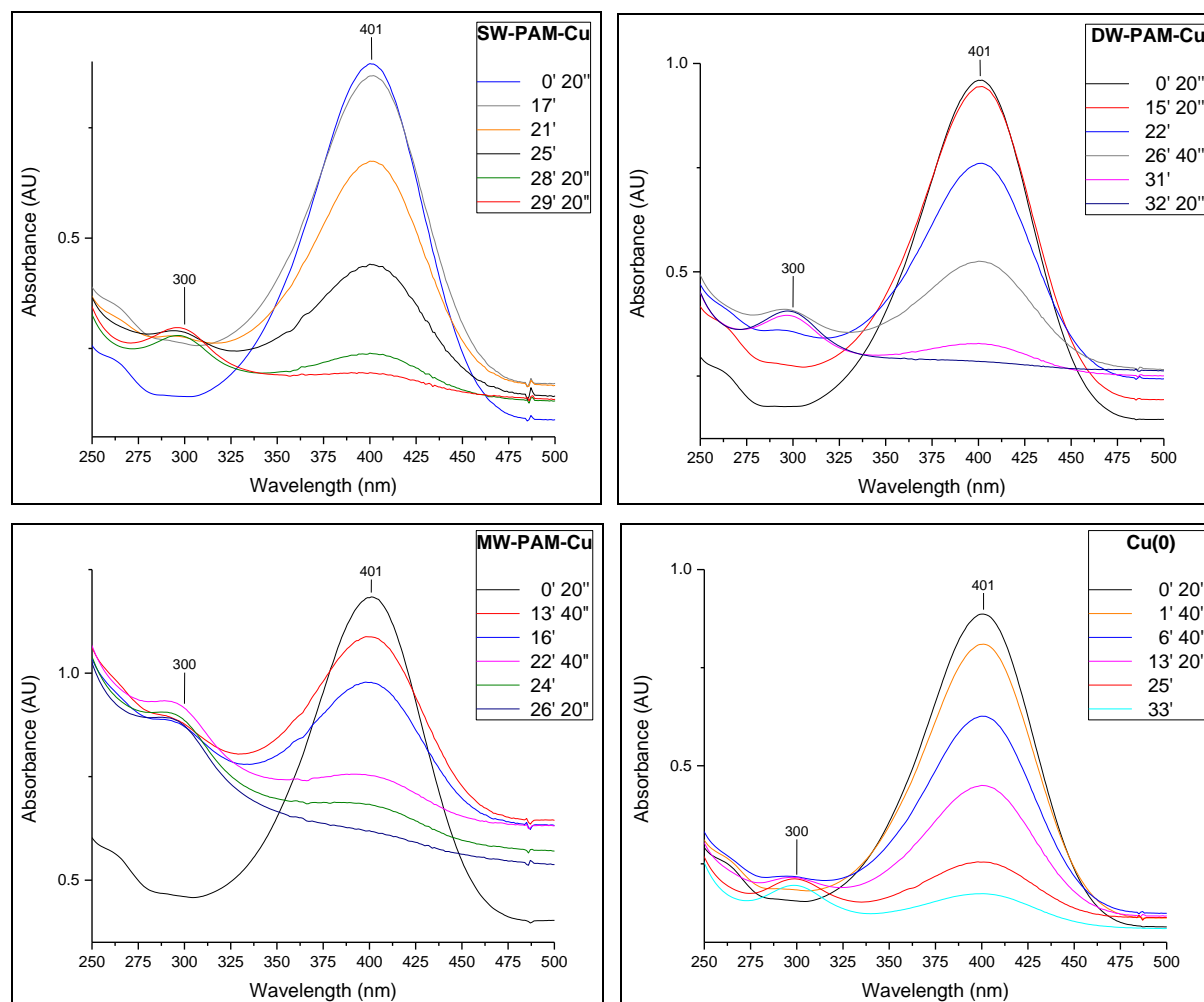 SW-PAM-Cu
401
0' 20"
17'
21'
25'
28' 20"
29' 20"
300
0.5
Absorbance (AU)
250 275 300 325 350 375 400 425 450 475 500
Wavelength (nm)
DW-PAM-Cu
401
1.0
0' 20"
15' 20"
22'
26' 40"
31'
32' 20"
300
0.5
Absorbance (AU)
250 275 300 325 350 375 400 425 450 475 500
Wavelength (nm)
MW-PAM-Cu
401
0' 20"
13' 40"
16'
22' 40"
24'
26' 20"
300
1.0
0.5
Absorbance (AU)
250 275 300 325 350 375 400 425 450 475 500
Wavelength (nm)
Cu(0)
1.0
401
0' 20"
1' 40"
6' 40"
13' 20"
25'
33'
300
0.5
Absorbance (AU)
250 275 300 325 350 375 400 425 450 475 500
Wavelength (nm)